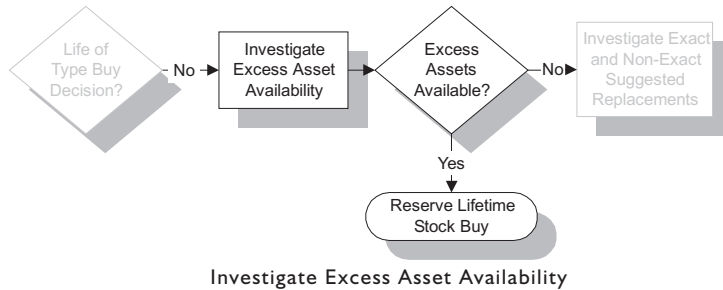 Life of
Type Buy
Decision?
No
Investigate
Excess Asset
Availability
Excess
Assets
Available?
No
Investigate Exact
and Non-Exact
Suggested
Replacements
Yes
Reserve Lifetime
Stock Buy
Investigate Excess Asset Availability